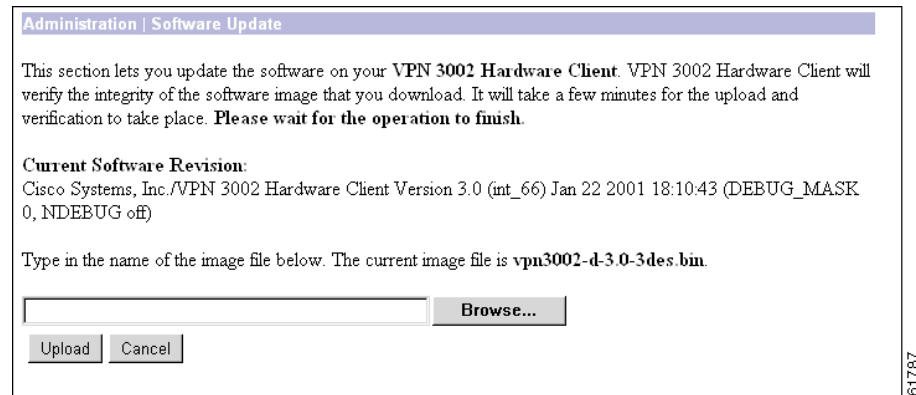 Administration | Software Update
This section lets you update the software on your VPN 3002 Hardware Client. VPN 3002 Hardware Client will
verify the integrity of the software image that you download. It will take a few minutes for the upload and
verification to take place. Please wait for the operation to finish.
Current Software Revision:
Cisco Systems, Inc./VPN 3002 Hardware Client Version 3.0 (int_66) Jan 22 2001 18:10:43 (DEBUG_MASK
0, NDEBUG off)
Type in the name of the image file below. The current image file is vpn3002-d-3.0-3des.bin.
Browse...
Upload Cancel
61787